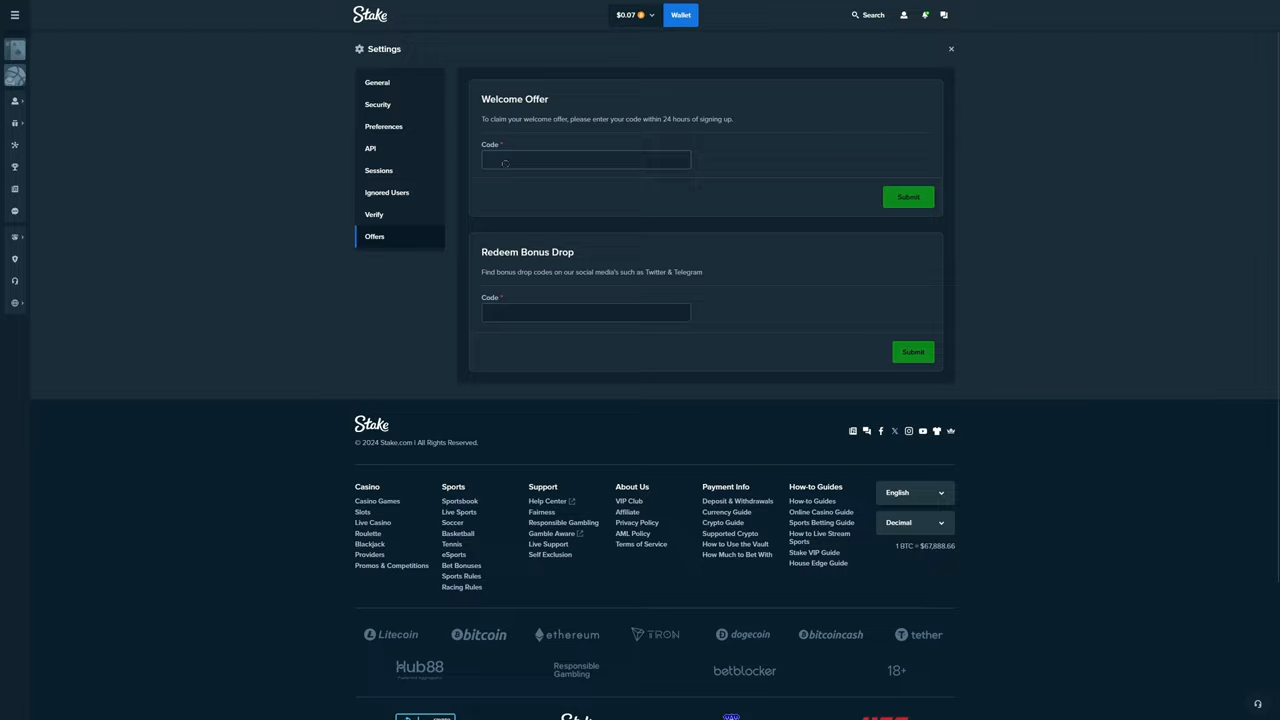 Stake
$0.07
Wallet
Search
Settings
General
Security
Preferences
API
Sessions
Ignored Users
Verify
Offers
Welcome Offer
To claim your welcome offer, please enter your code within 24 hours of signing up.
Code *
Submit
Redeem Bonus Drop
Find bonus drop codes on our social media's such as Twitter & Telegram
Code *
Submit
Stake
© 2024 Stake.com | All Rights Reserved.
Casino
Casino Games
Slots
Live Casino
Roulette
Blackjack
Providers
Promos & Competitions
Sports
Sportsbook
Live Sports
Soccer
Basketball
Tennis
eSports
Bet Bonuses
Sports Rules
Racing Rules
Support
Help Center
Fairness
Responsible Gambling
Gamble Aware
Live Support
Self Exclusion
About Us
VIP Club
Affiliate
Privacy Policy
AML Policy
Terms of Service
Payment Info
Deposit & Withdrawals
Currency Guide
Crypto Guide
Supported Crypto
How to Use the Vault
How Much to Bet With
How-to Guides
How-to Guides
Online Casino Guide
Sports Betting Guide
How to Live Stream
Sports
Stake VIP Guide
House Edge Guide
English
Decimal
1 BTC = $67,888.66
Litecoin
bitcoin
ethereum
TRON
dogecoin
bitcoincash
tether
Hub88
Responsible
Gambling
betblocker
18+
Stake